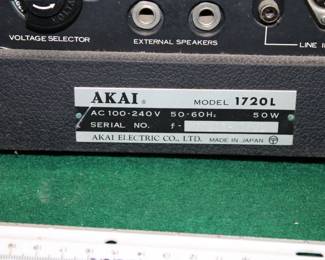 VOLTAGE SELECTOR
EXTERNAL SPEAKERS
LINE
AKAI
MODEL 1720L
AC 100-240V 50-60Hz 50W
SERIAL NO. f-
AKAI ELECTRIC CO., LTD. MADE IN JAPAN